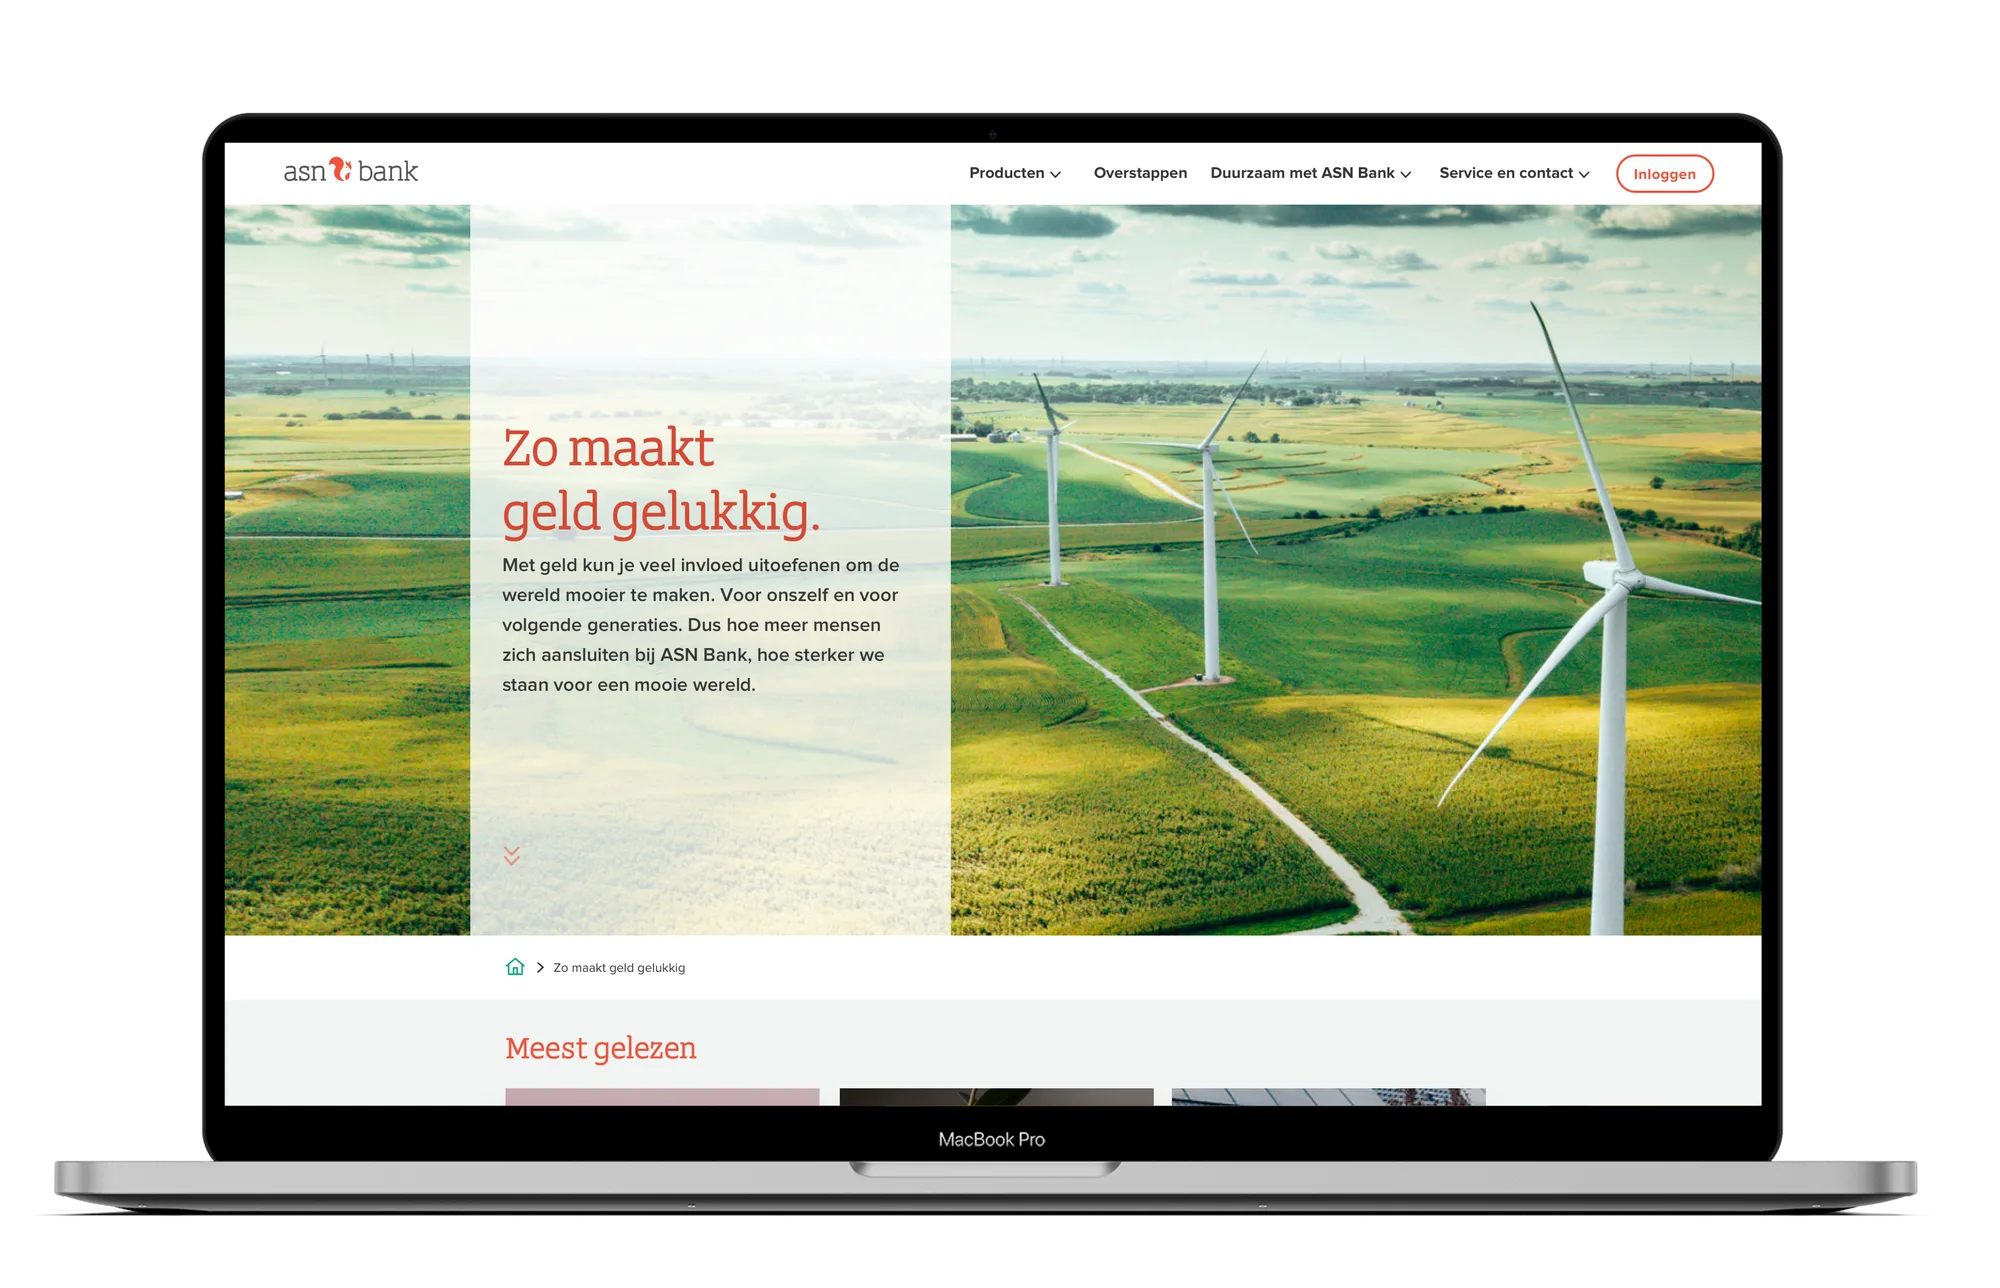 asn bank
Producten
Overstappen
Duurzaam met ASN Bank
Service en contact
Inloggen
Zo maakt
geld gelukkig.
Met geld kun je veel invloed uitoefenen om de
wereld mooier te maken. Voor onszelf en voor
volgende generaties. Dus hoe meer mensen
zich aansluiten bij ASN Bank, hoe sterker we
staan voor een mooie wereld.
Zo maakt geld gelukkig
Meest gelezen
MacBook Pro